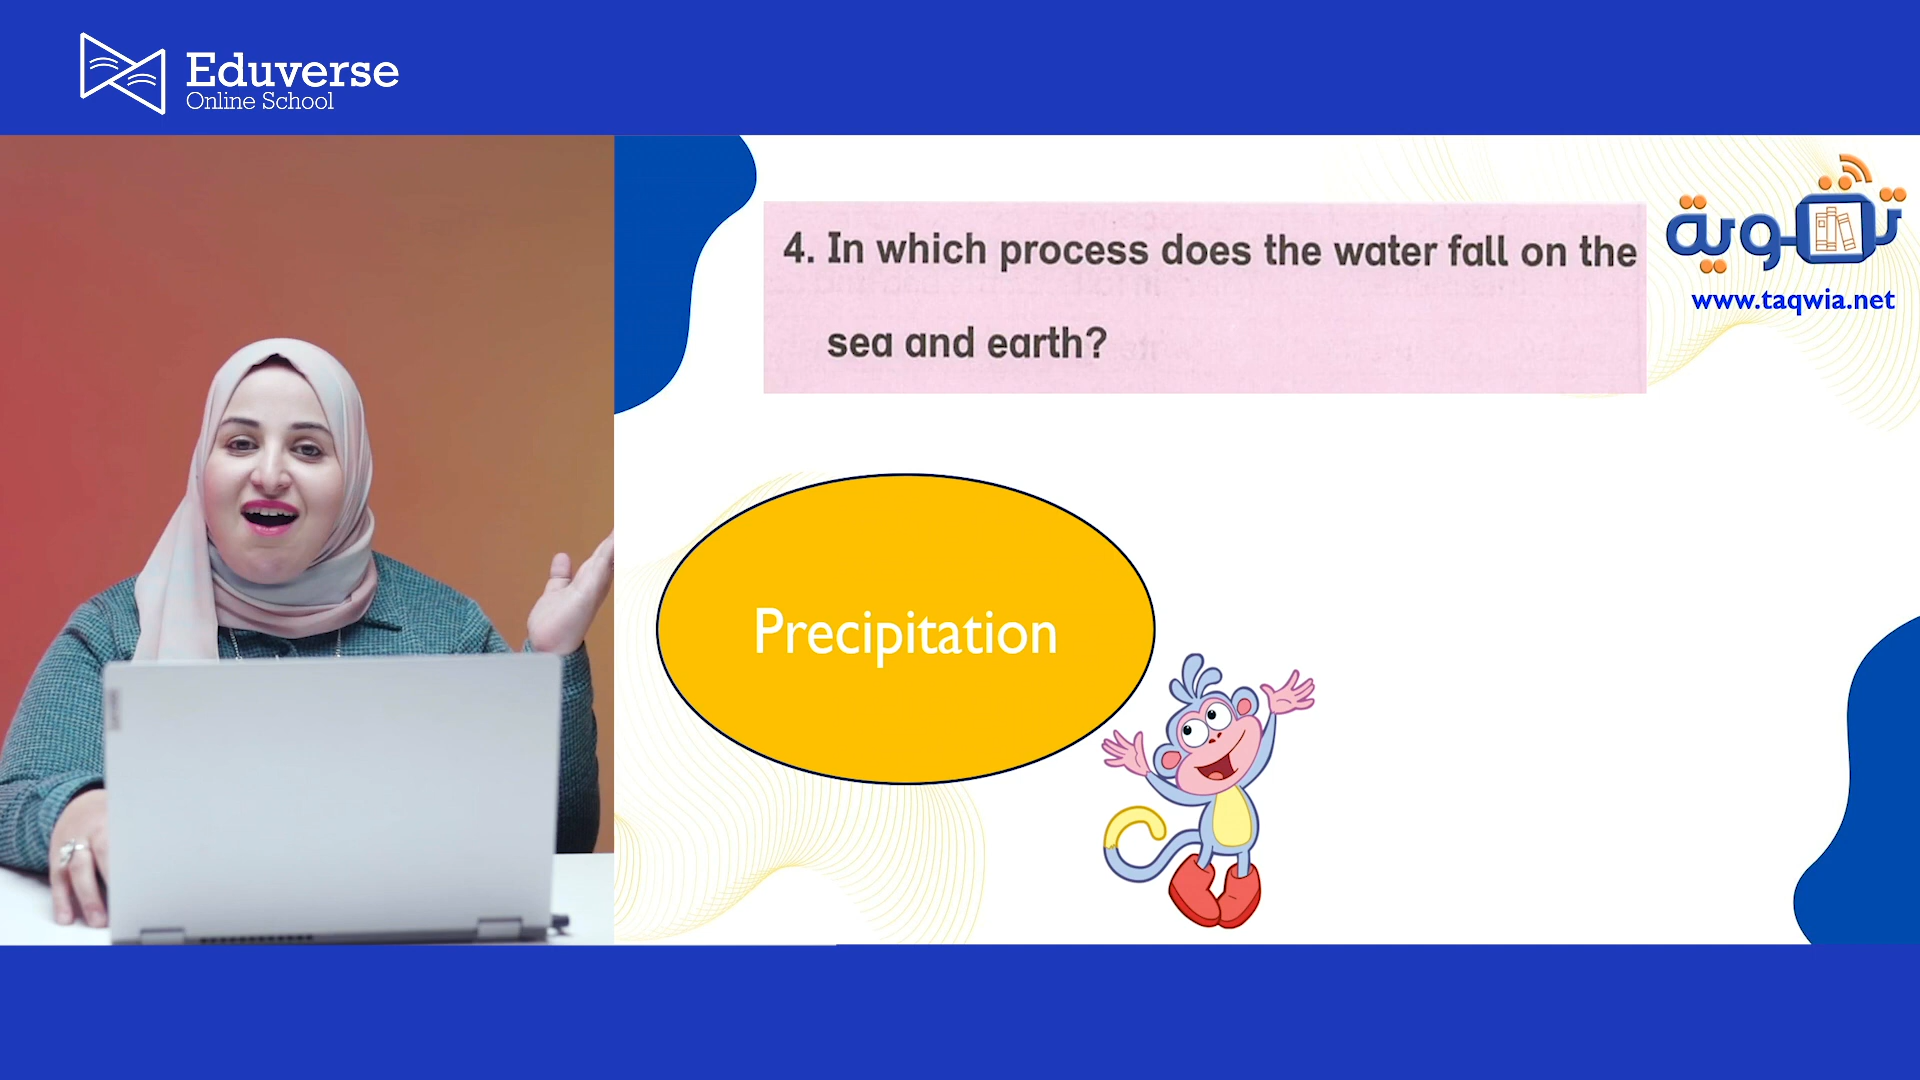 Eduverse
Online School
4. In which process does the water fall on the
sea and earth?
تقوية
www.taqwia.net
Precipitation